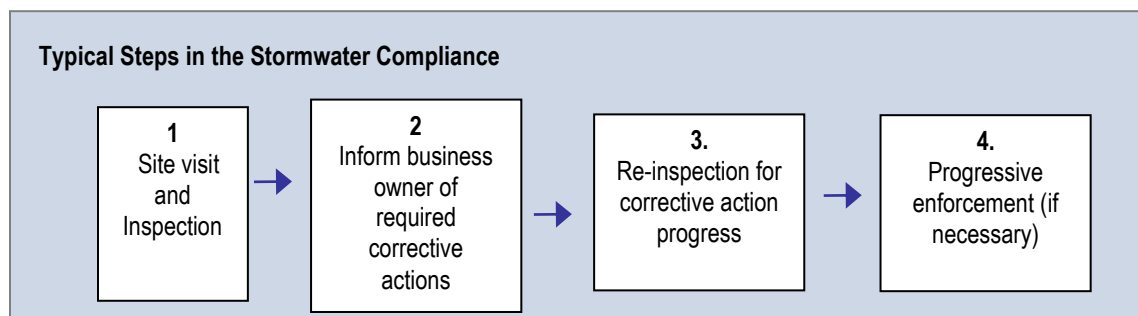 Typical Steps in the Stormwater Compliance
1
Site visit
and
Inspection
2
Inform business
owner of
required
corrective
actions
3.
Re-inspection for
corrective action
progress
4.
Progressive
enforcement (if
necessary)